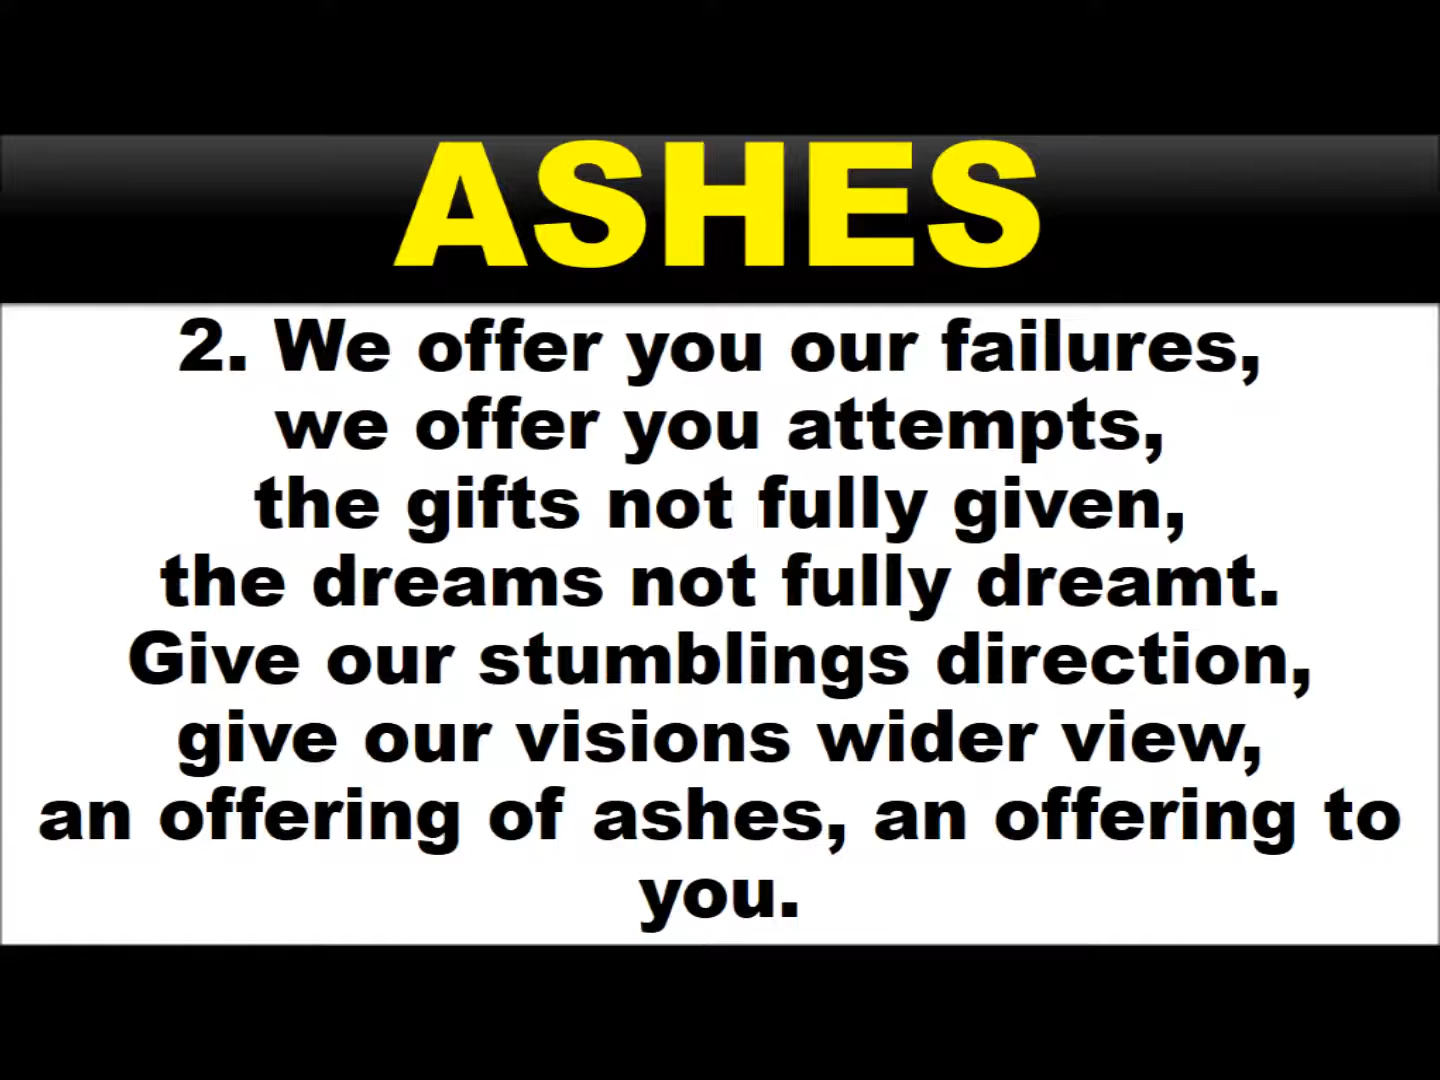 ASHES
2. We offer you our failures,
we offer you attempts,
the gifts not fully given,
the dreams not fully dreamt.
Give our stumblings direction,
give our visions wider view,
an offering of ashes, an offering to
you.